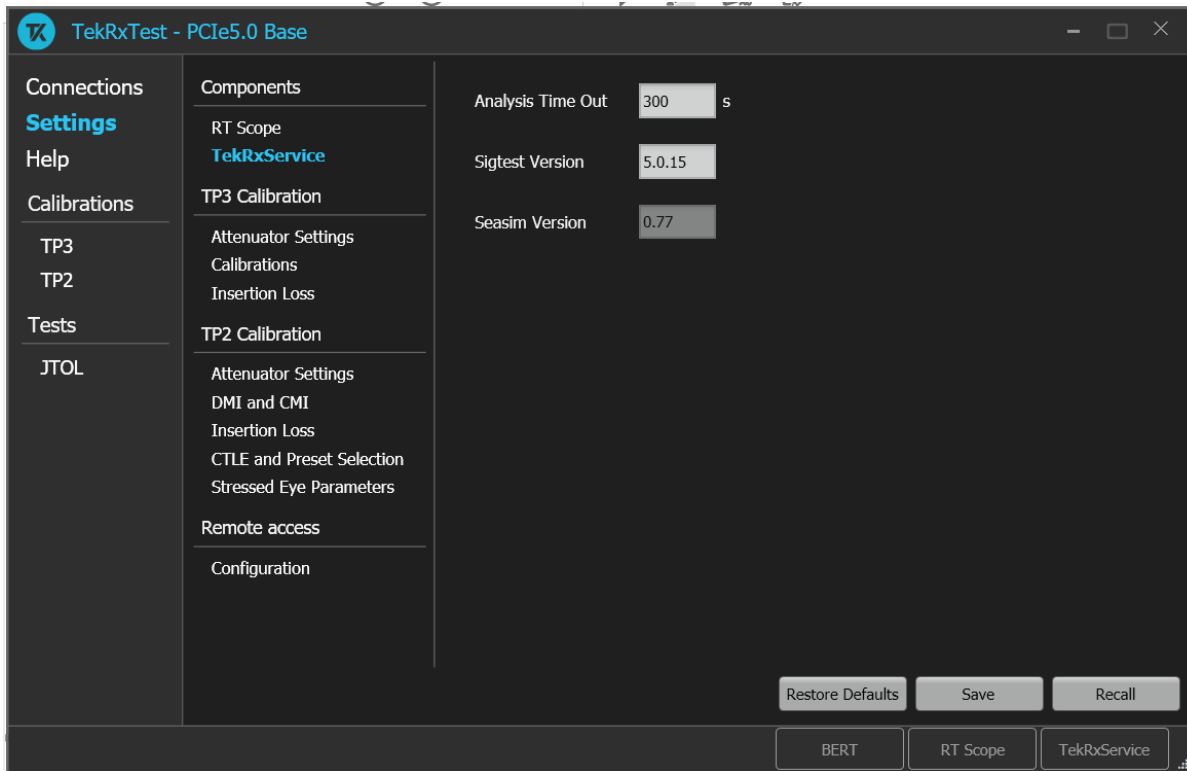 TekRxTest - PCIe5.0 Base
Connections
Settings
Help
Calibrations
TP3
TP2
Tests
JTOL
Components
RT Scope
TekRxService
TP3 Calibration
Attenuator Settings
Calibrations
Insertion Loss
TP2 Calibration
Attenuator Settings
DMI and CMI
Insertion Loss
CTLE and Preset Selection
Stressed Eye Parameters
Remote access
Configuration
Analysis Time Out 300 s
Sigtest Version 5.0.15
Seasim Version 0.77
Restore Defaults Save Recall
BERT RT Scope TekRxService